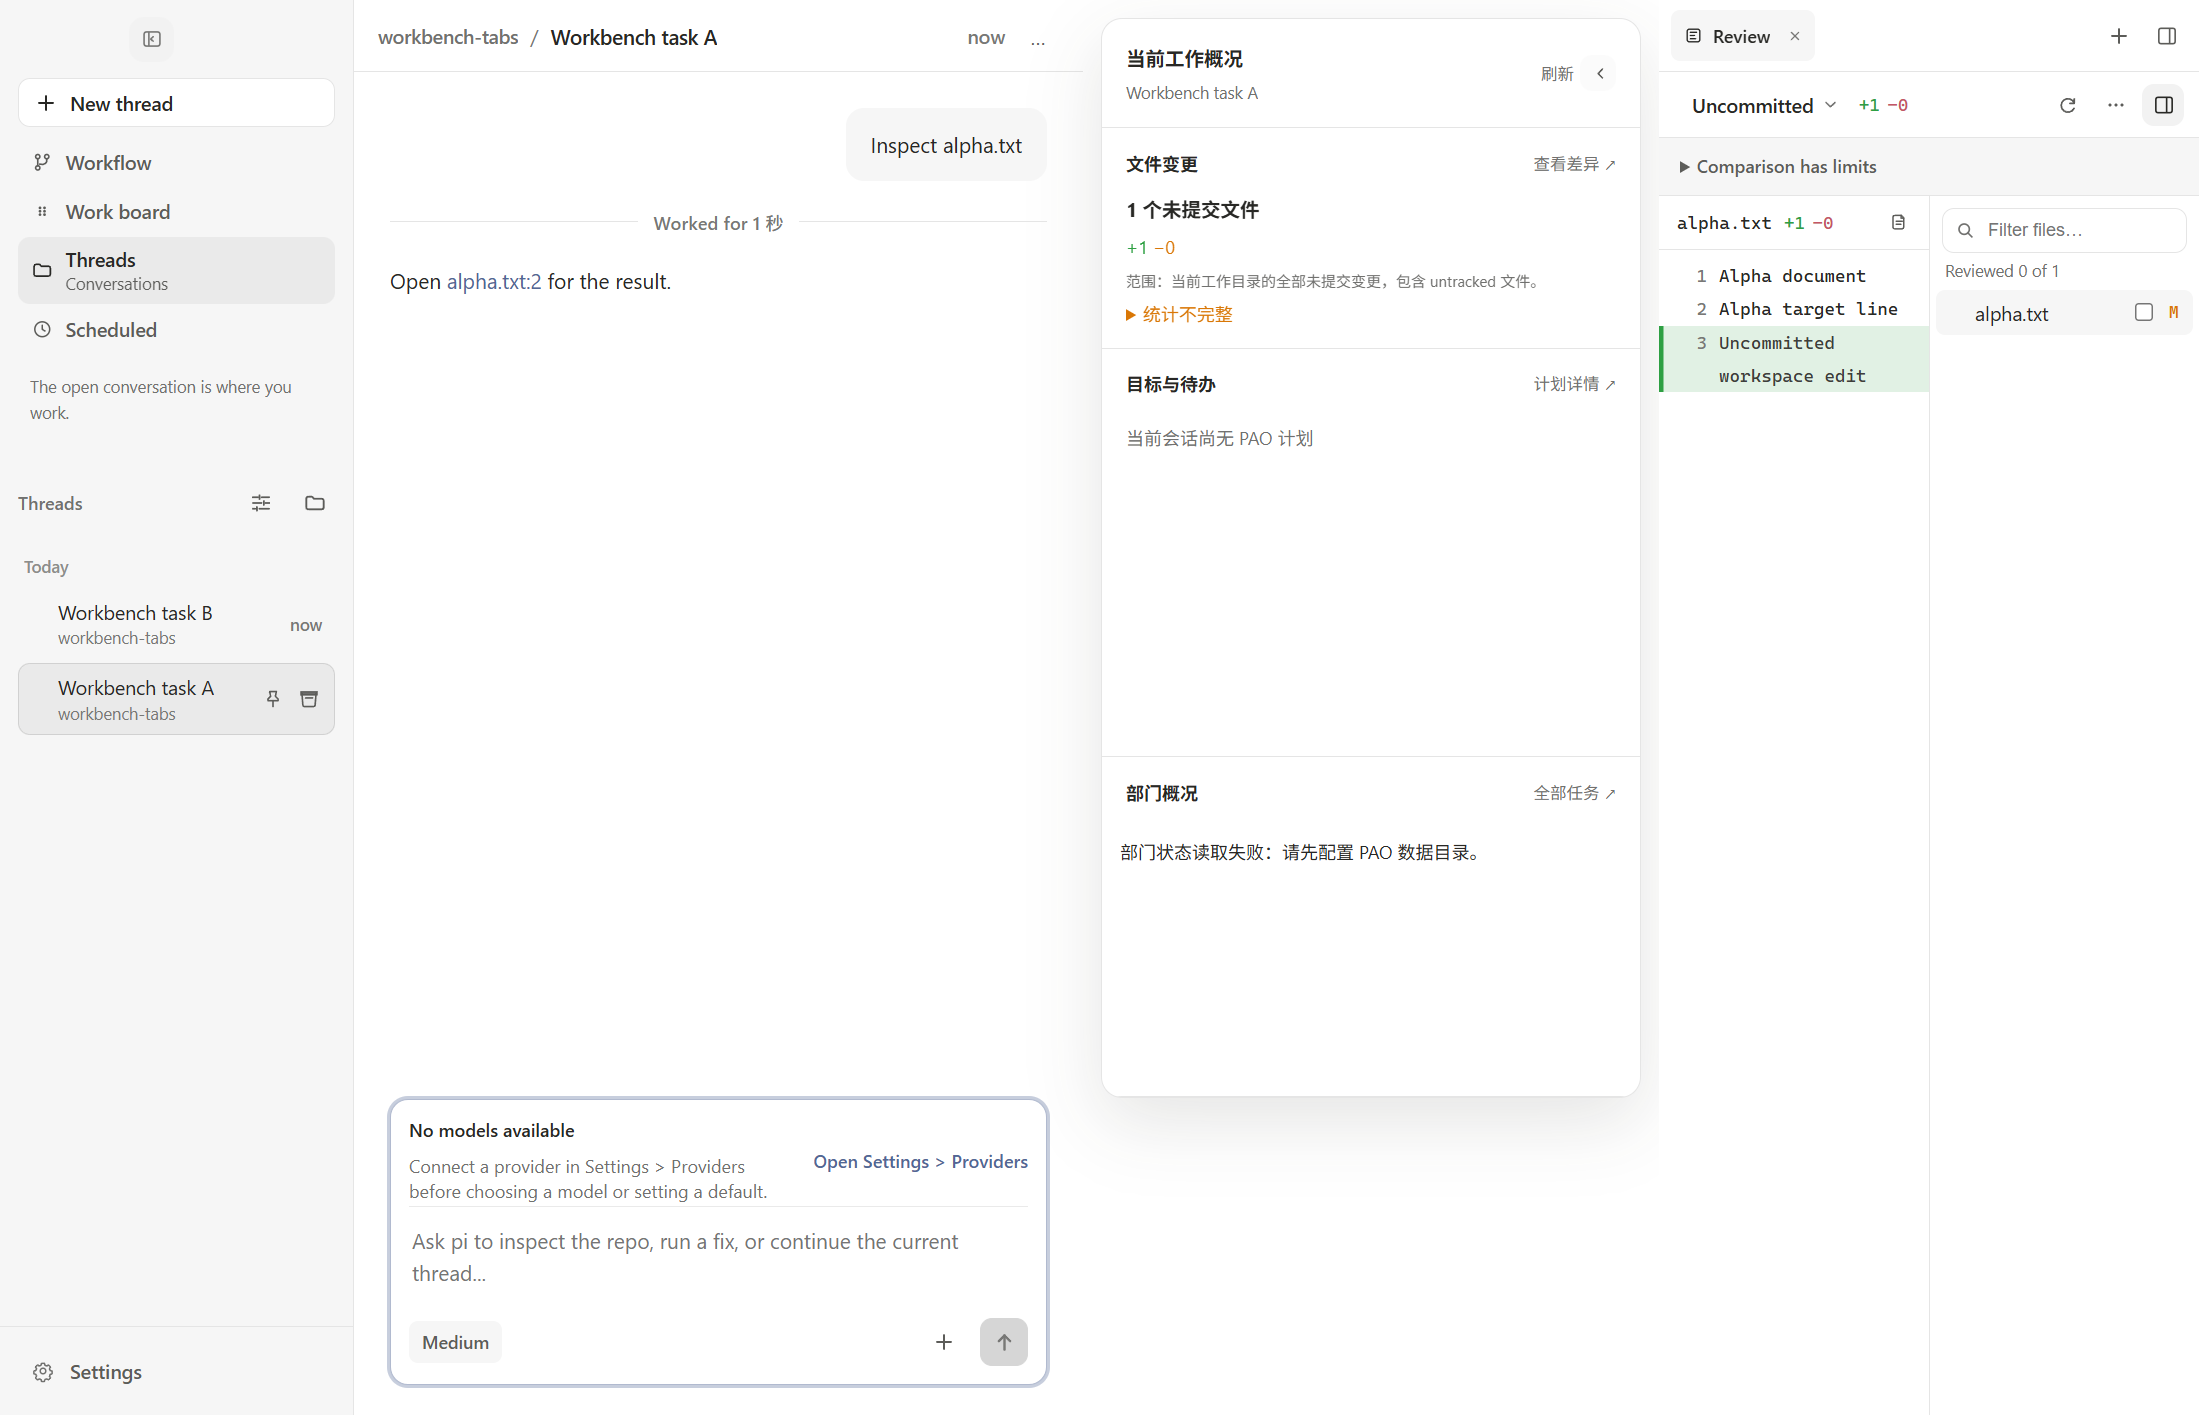 New thread
Workflow
Work board
Threads
Conversations
Scheduled
The open conversation is where you
work.
Threads
Today
Workbench task B
workbench-tabs
now
Workbench task A
workbench-tabs
Settings
workbench-tabs / Workbench task A
now
...
Inspect alpha.txt
Worked for 1 秒
Open alpha.txt:2 for the result.
No models available
Connect a provider in Settings > Providers
before choosing a model or setting a default.
Open Settings > Providers
Ask pi to inspect the repo, run a fix, or continue the current
thread...
Medium
当前工作概况
Workbench task A
刷新
文件变更
查看差异 ↗
1 个未提交文件
+1 −0
范围：当前工作目录的全部未提交变更，包含 untracked 文件。
统计不完整
目标与待办
计划详情 ↗
当前会话尚无 PAO 计划
部门概况
全部任务 ↗
部门状态读取失败：请先配置 PAO 数据目录。
Review
Uncommitted
+1 −0
Comparison has limits
alpha.txt +1 −0
1 Alpha document
2 Alpha target line
3 Uncommitted
workspace edit
Filter files…
Reviewed 0 of 1
alpha.txt
M